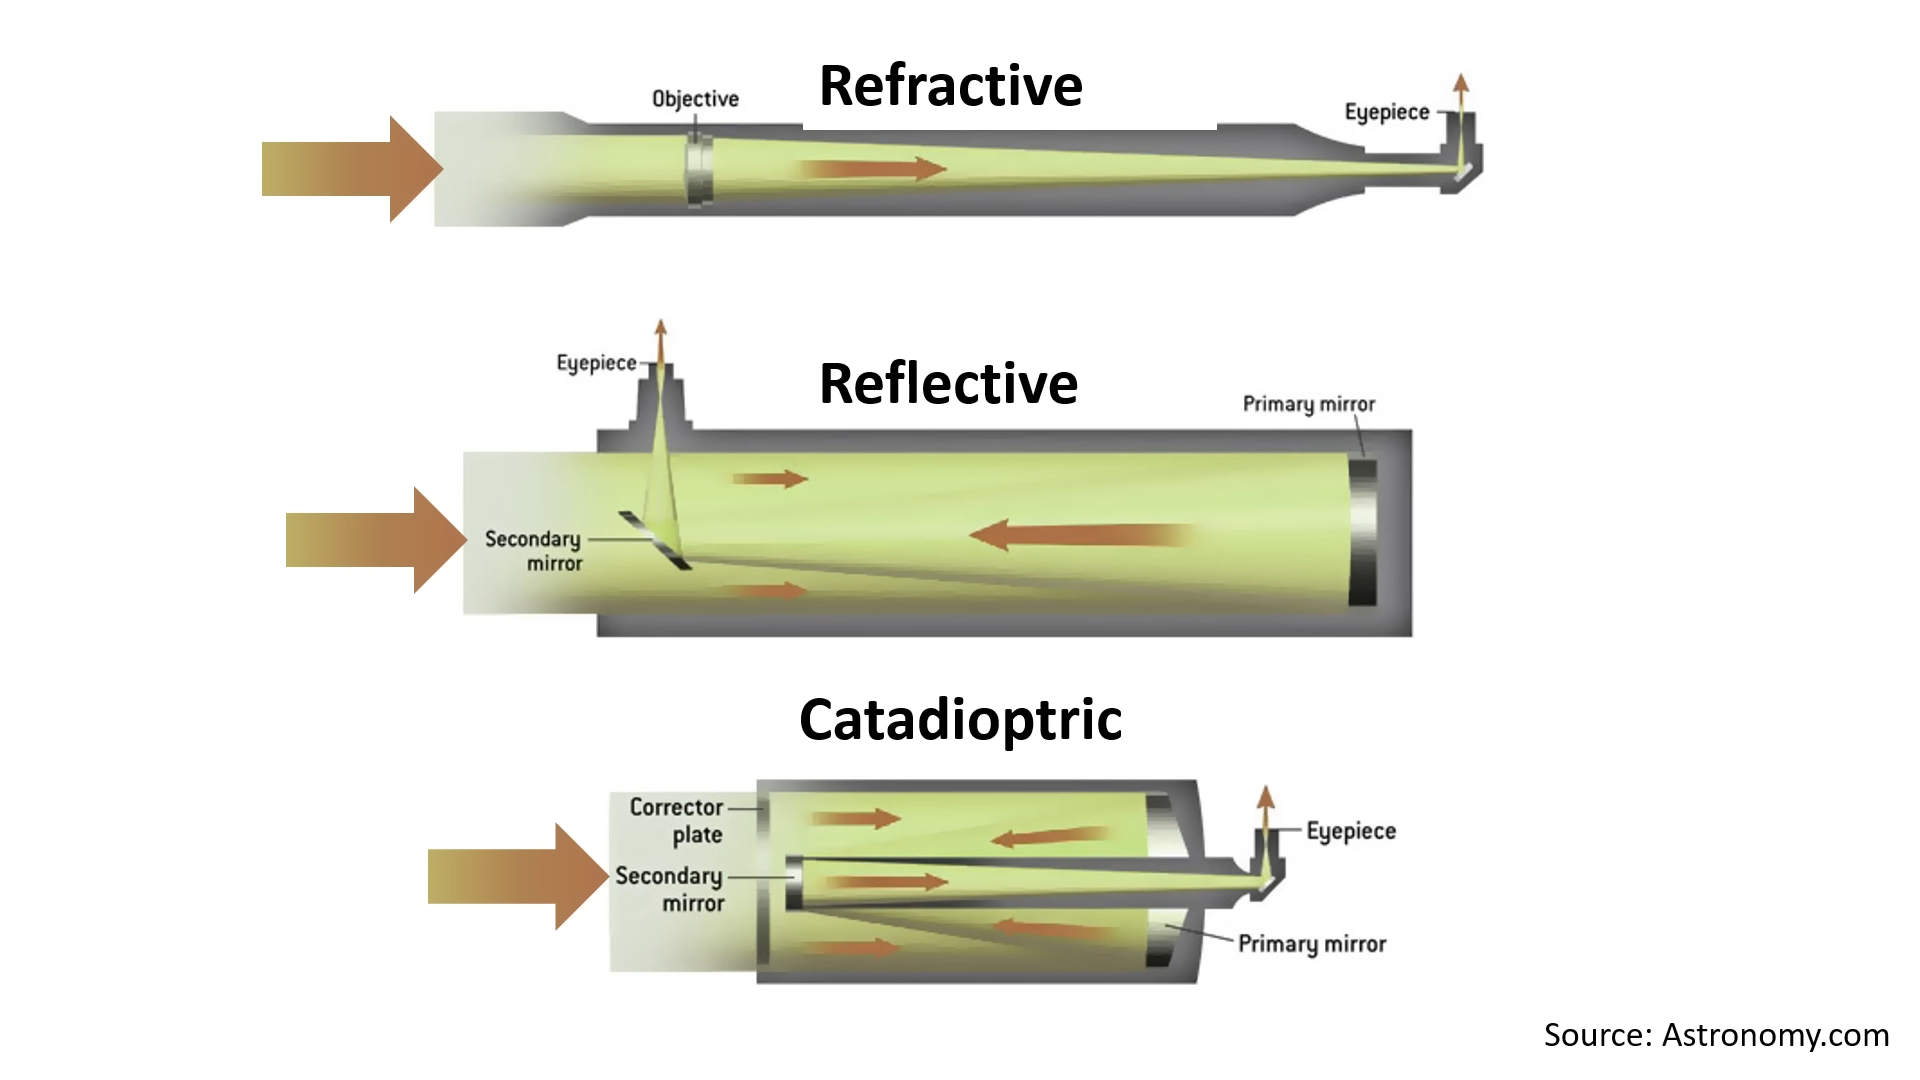 Refractive
Objective
Eyepiece
Reflective
Eyepiece
Primary mirror
Secondary
mirror
Catadioptric
Corrector
plate
Secondary
mirror
Eyepiece
Primary mirror
Source: Astronomy.com